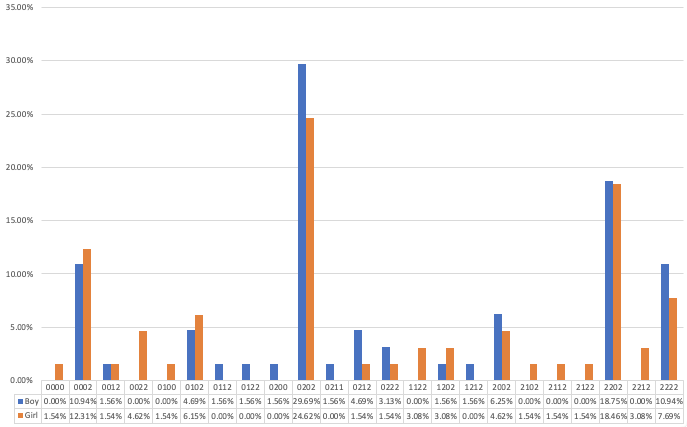 35.00%
30.00%
25.00%
20.00%
15.00%
10.00%
5.00%
0.00%
0000 0002 0012 0022 0100 0102 0112 0122 0200 0202 0211 0212 0222 1122 1202 1212 2002 2102 2112 2122 2202 2212 2222
Boy 0.00% 10.94% 1.56% 0.00% 0.00% 4.69% 1.56% 1.56% 1.56% 29.69% 1.56% 4.69% 3.13% 0.00% 1.56% 1.56% 6.25% 0.00% 0.00% 0.00% 18.75% 0.00% 10.94%
Girl 1.54% 12.31% 1.54% 4.62% 1.54% 6.15% 0.00% 0.00% 0.00% 24.62% 0.00% 1.54% 1.54% 3.08% 3.08% 0.00% 4.62% 1.54% 1.54% 1.54% 18.46% 3.08% 7.69%